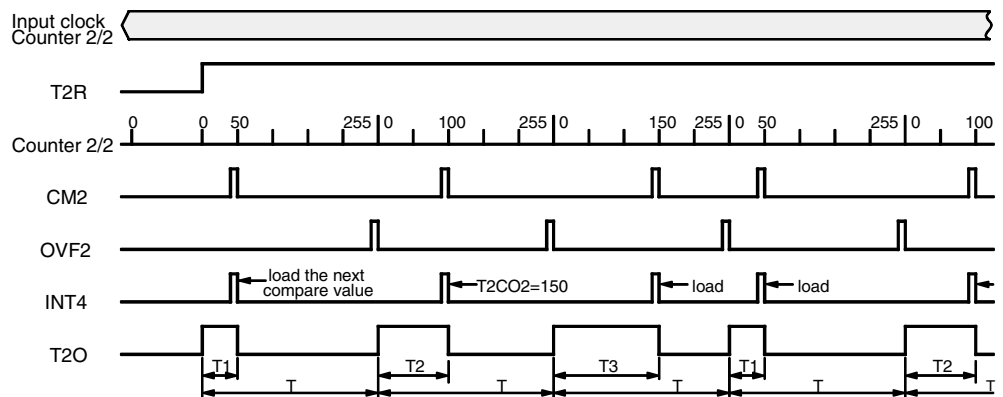 Input clock
Counter 2/2
T2R
0 0 50 255 0 100 255 0 150 255 0 50 255 0 100
Counter 2/2
CM2
OVF2
INT4
load the next
compare value
T2CO2=150
load
load
T2O
T1 T2 T3 T1 T2
T T T T T